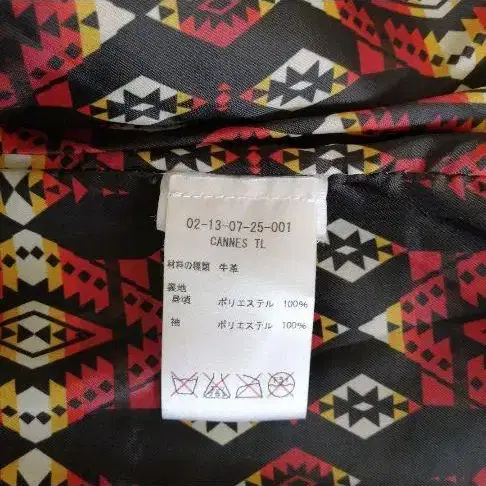 02-13-07-25-001
CANNES TL
材料の種類 牛革
裏地
身頃 ポリエステル 100%
袖 ポリエステル 100%